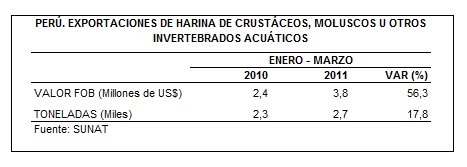 PERÚ. EXPORTACIONES DE HARINA DE CRUSTÁCEOS, MOLUSCOS U OTROS
INVERTEBRADOS ACUÁTICOS
ENERO - MARZO
2010 2011 VAR (%)
VALOR FOB (Millones de US$) 2,4 3,8 56,3
TONELADAS (Miles) 2,3 2,7 17,8
Fuente: SUNAT